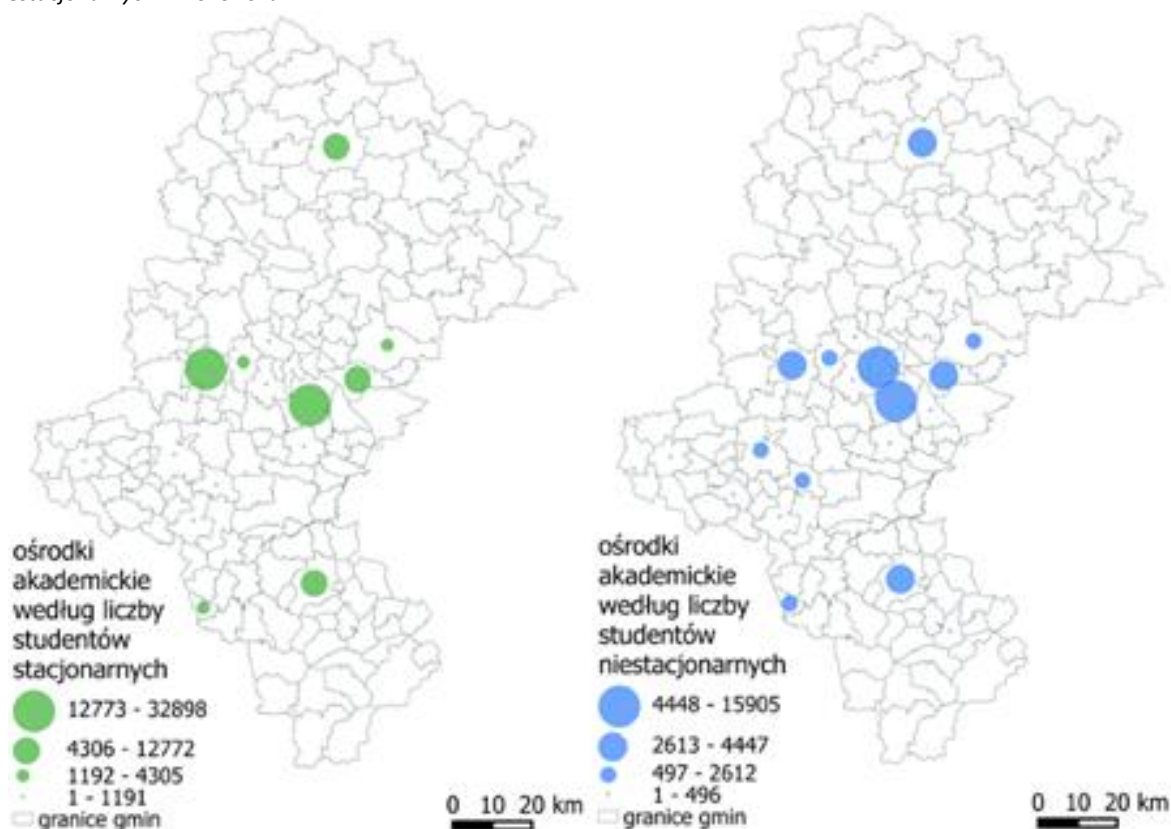 ośrodki
akademickie
według liczby
studentów
stacjonarnych
12773 - 32898
4306 - 12772
1192 - 4305
1 - 1191
granice gmin
0 10 20 km
ośrodki
akademickie
według liczby
studentów
niestacjonarnych
4448 - 15905
2613 - 4447
497 - 2612
1 - 496
granice gmin
0 10 20 km